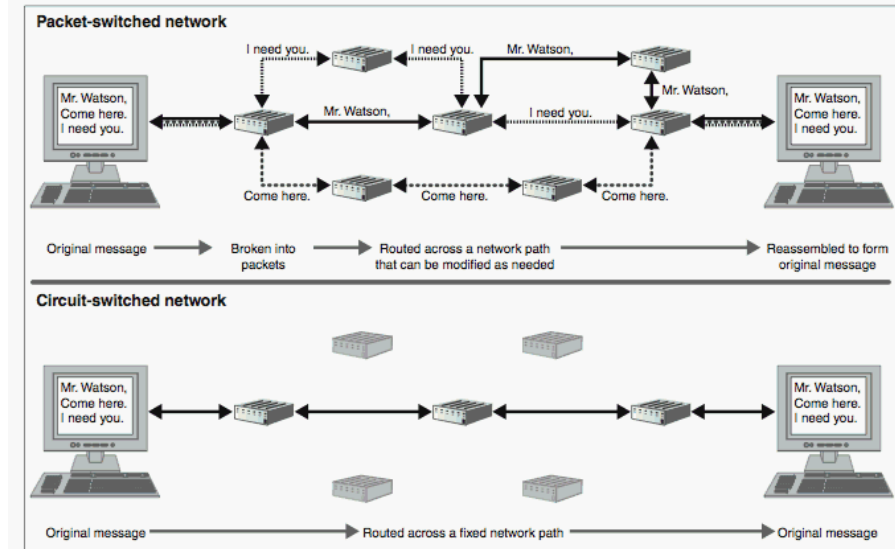 Packet-switched network
I need you.
I need you.
Mr. Watson,
Mr. Watson,
Come here.
I need you.
Mr. Watson,
I need you.
Mr. Watson,
Mr. Watson,
Come here.
I need you.
Come here.
Come here.
Come here.
Original message
Broken into
packets
Routed across a network path
that can be modified as needed
Reassembled to form
original message
Circuit-switched network
Mr. Watson,
Come here.
I need you.
Mr. Watson,
Come here.
I need you.
Original message
Routed across a fixed network path
Original message